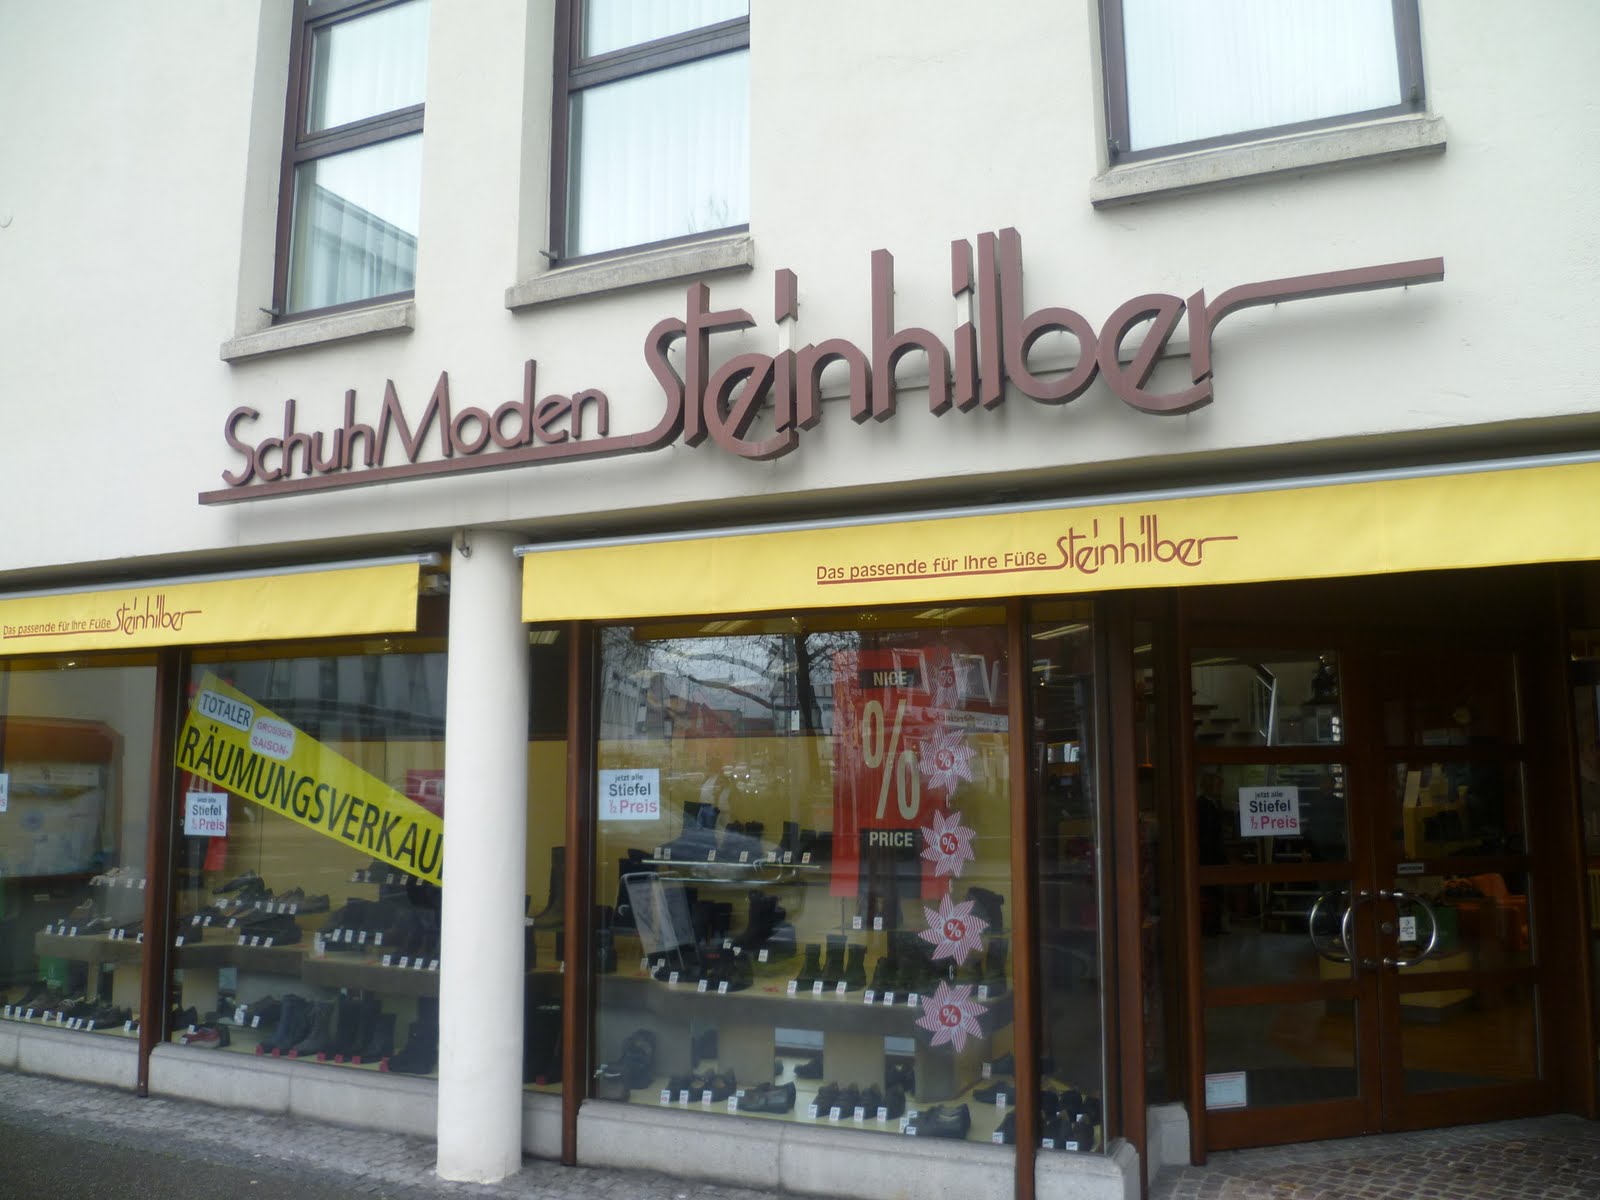 SchuhModen Steinhilber
Das passende für Ihre Füße Steinhilber
Das passende für Ihre Füße Steinhilber
TOTALER
GROSSER
SAISON-
RÄUMUNGSVERKAU
jetzt alle
Stiefel
½ Preis
jetzt alle
Stiefel
½ Preis
NICE
%
PRICE
%
%
%
%
%
jetzt alle
Stiefel
½ Preis